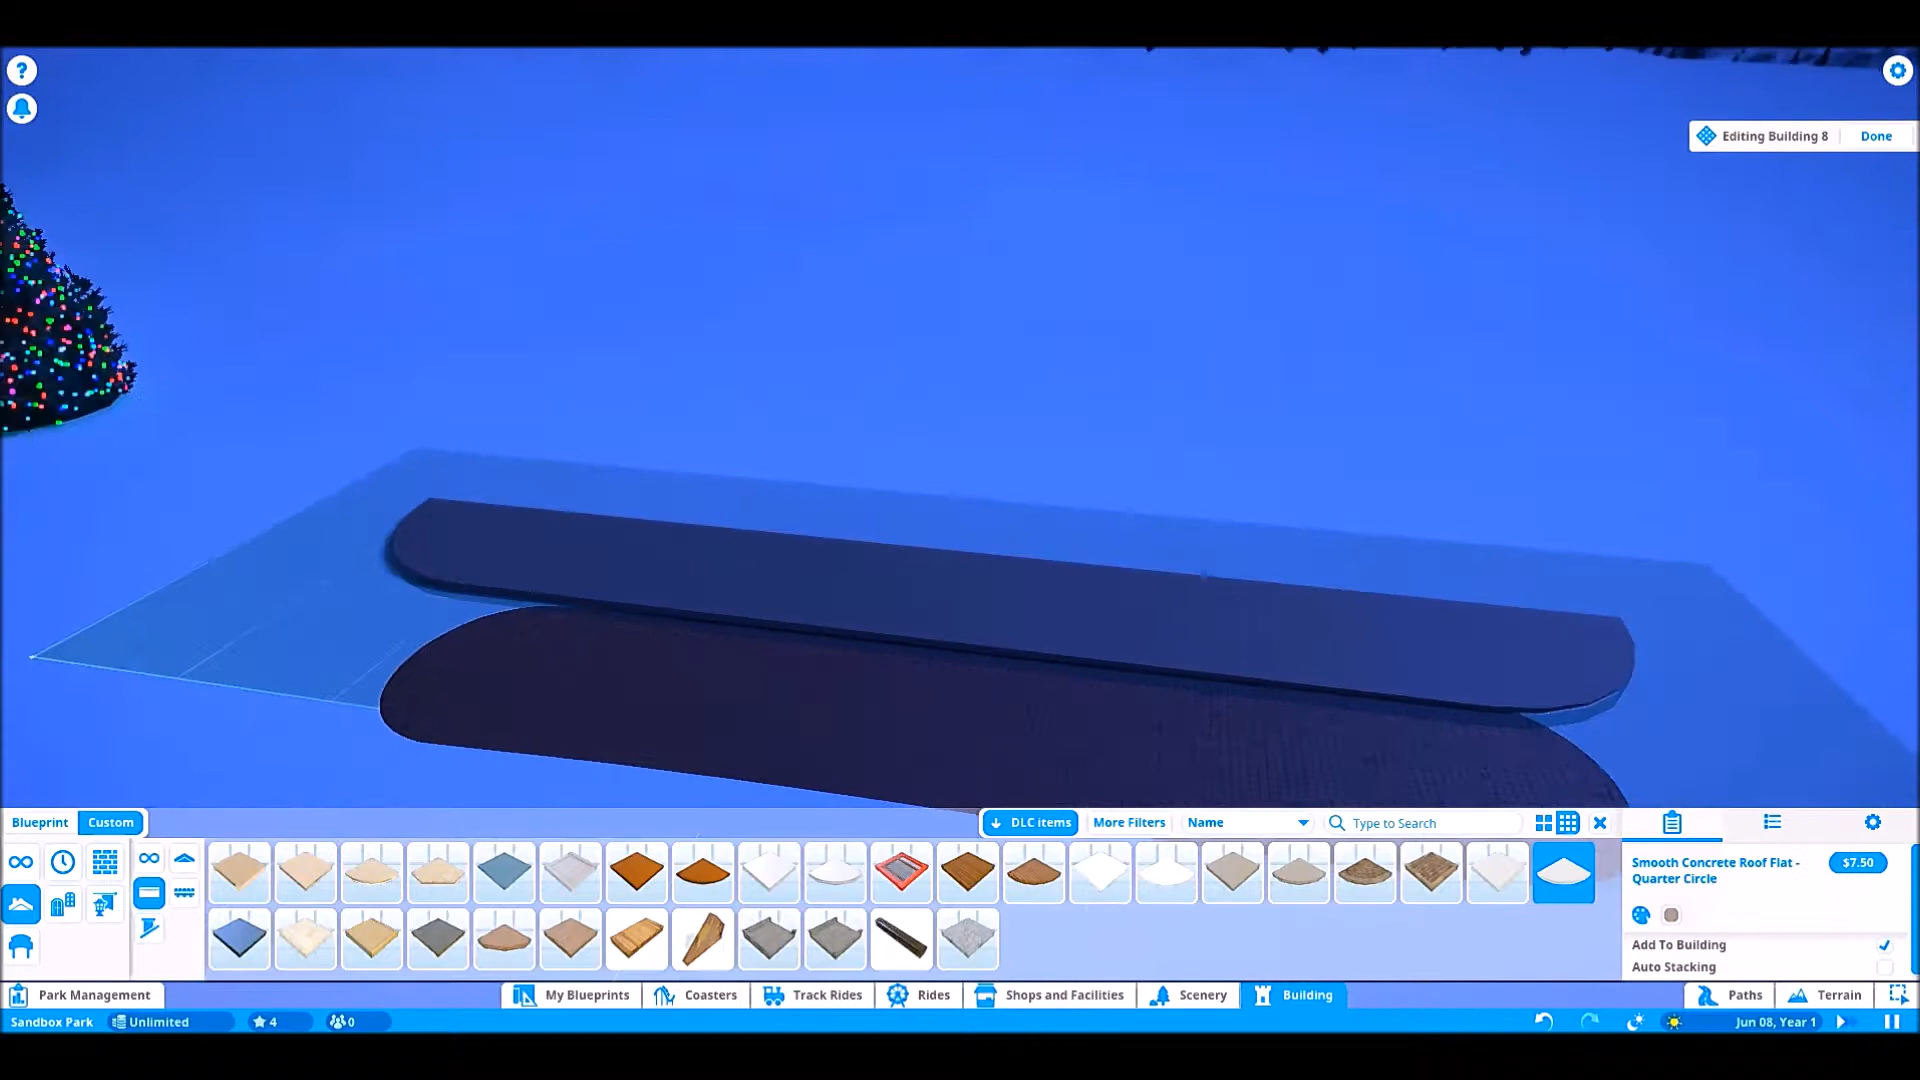 ?
Editing Building 8
Done
Blueprint
Custom
DLC items
More Filters
Name
Type to Search
Smooth Concrete Roof Flat -
Quarter Circle
$7.50
Add To Building
Auto Stacking
Park Management
My Blueprints
Coasters
Track Rides
Rides
Shops and Facilities
Scenery
Building
Paths
Terrain
Sandbox Park
Unlimited
4
0
Jun 08, Year 1